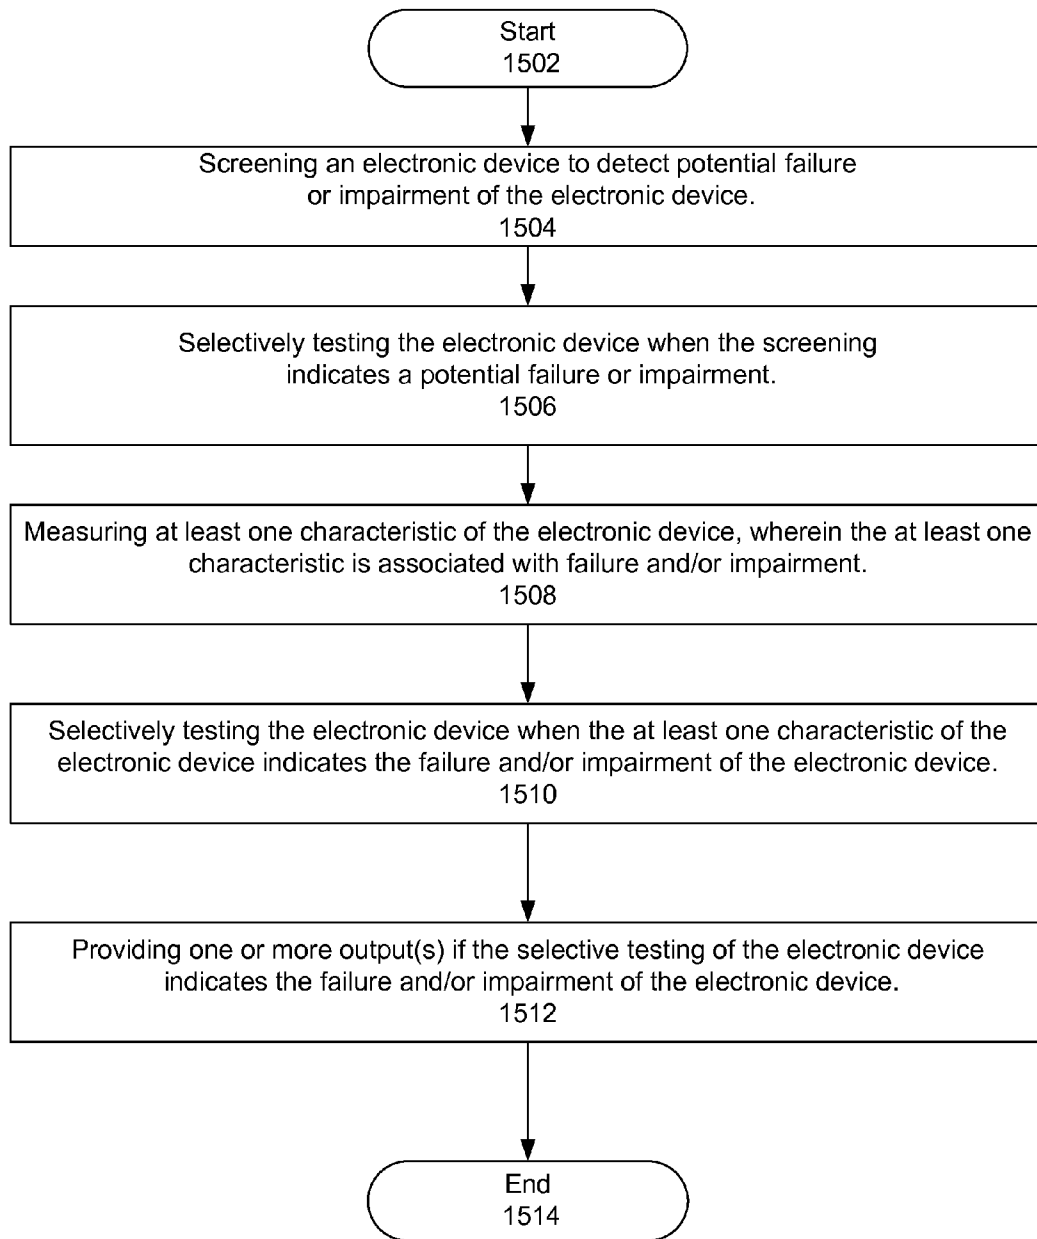 Start
1502
Screening an electronic device to detect potential failure
or impairment of the electronic device.
1504
Selectively testing the electronic device when the screening
indicates a potential failure or impairment.
1506
Measuring at least one characteristic of the electronic device, wherein the at least one
characteristic is associated with failure and/or impairment.
1508
Selectively testing the electronic device when the at least one characteristic of the
electronic device indicates the failure and/or impairment of the electronic device.
1510
Providing one or more output(s) if the selective testing of the electronic device
indicates the failure and/or impairment of the electronic device.
1512
End
1514